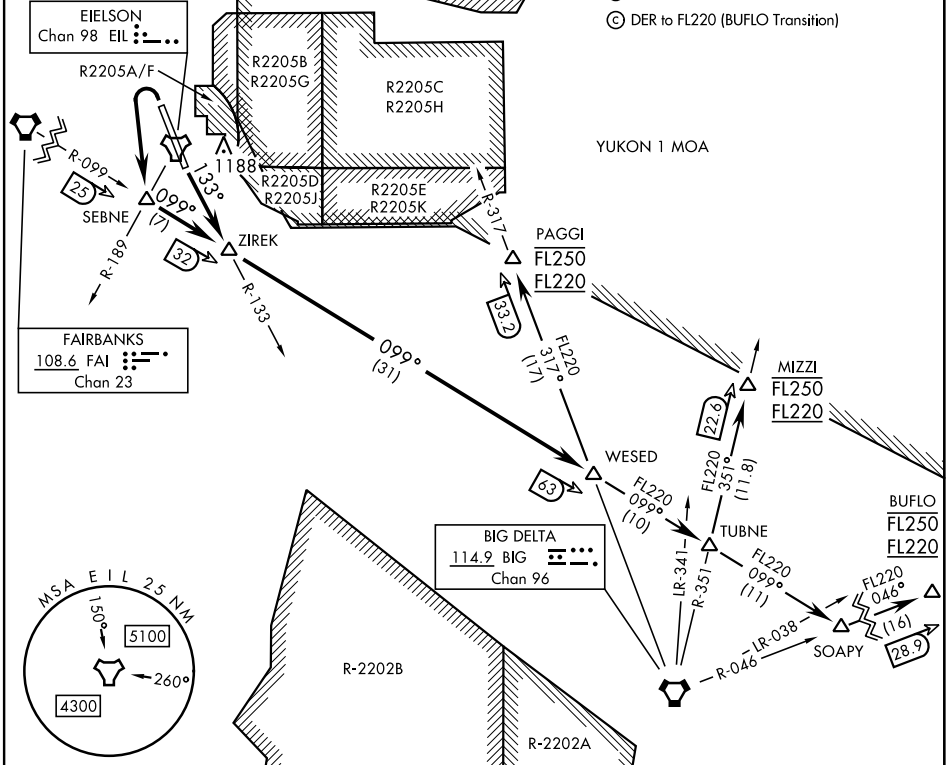 EIELSON
Chan 98 EIL
Ⓒ DER to FL220 (BUFLO Transition)
R2205A/F
R2205B
R2205G
R2205C
R2205H
YUKON 1 MOA
R-099
25
SEBNE
099°
(7)
133°
1188
R2205D
R2205J
R2205E
R2205K
R-317
R-189
32
ZIREK
R-133
PAGGI
FL250
FL220
33.2
FAIRBANKS
108.6 FAI
Chan 23
099°
(31)
FL220
317°
(17)
MIZZI
FL250
FL220
22.6
FL220
351°
(11.8)
WESED
63
FL220
099°
(10)
TUBNE
BUFLO
FL250
FL220
BIG DELTA
114.9 BIG
Chan 96
LR-341
R-351
FL220
099°
(11)
FL220
046°
(16)
LR-038
R-046
SOAPY
28.9
MSA EIL 25 NM
150°
5100
260°
4300
R-2202B
R-2202A